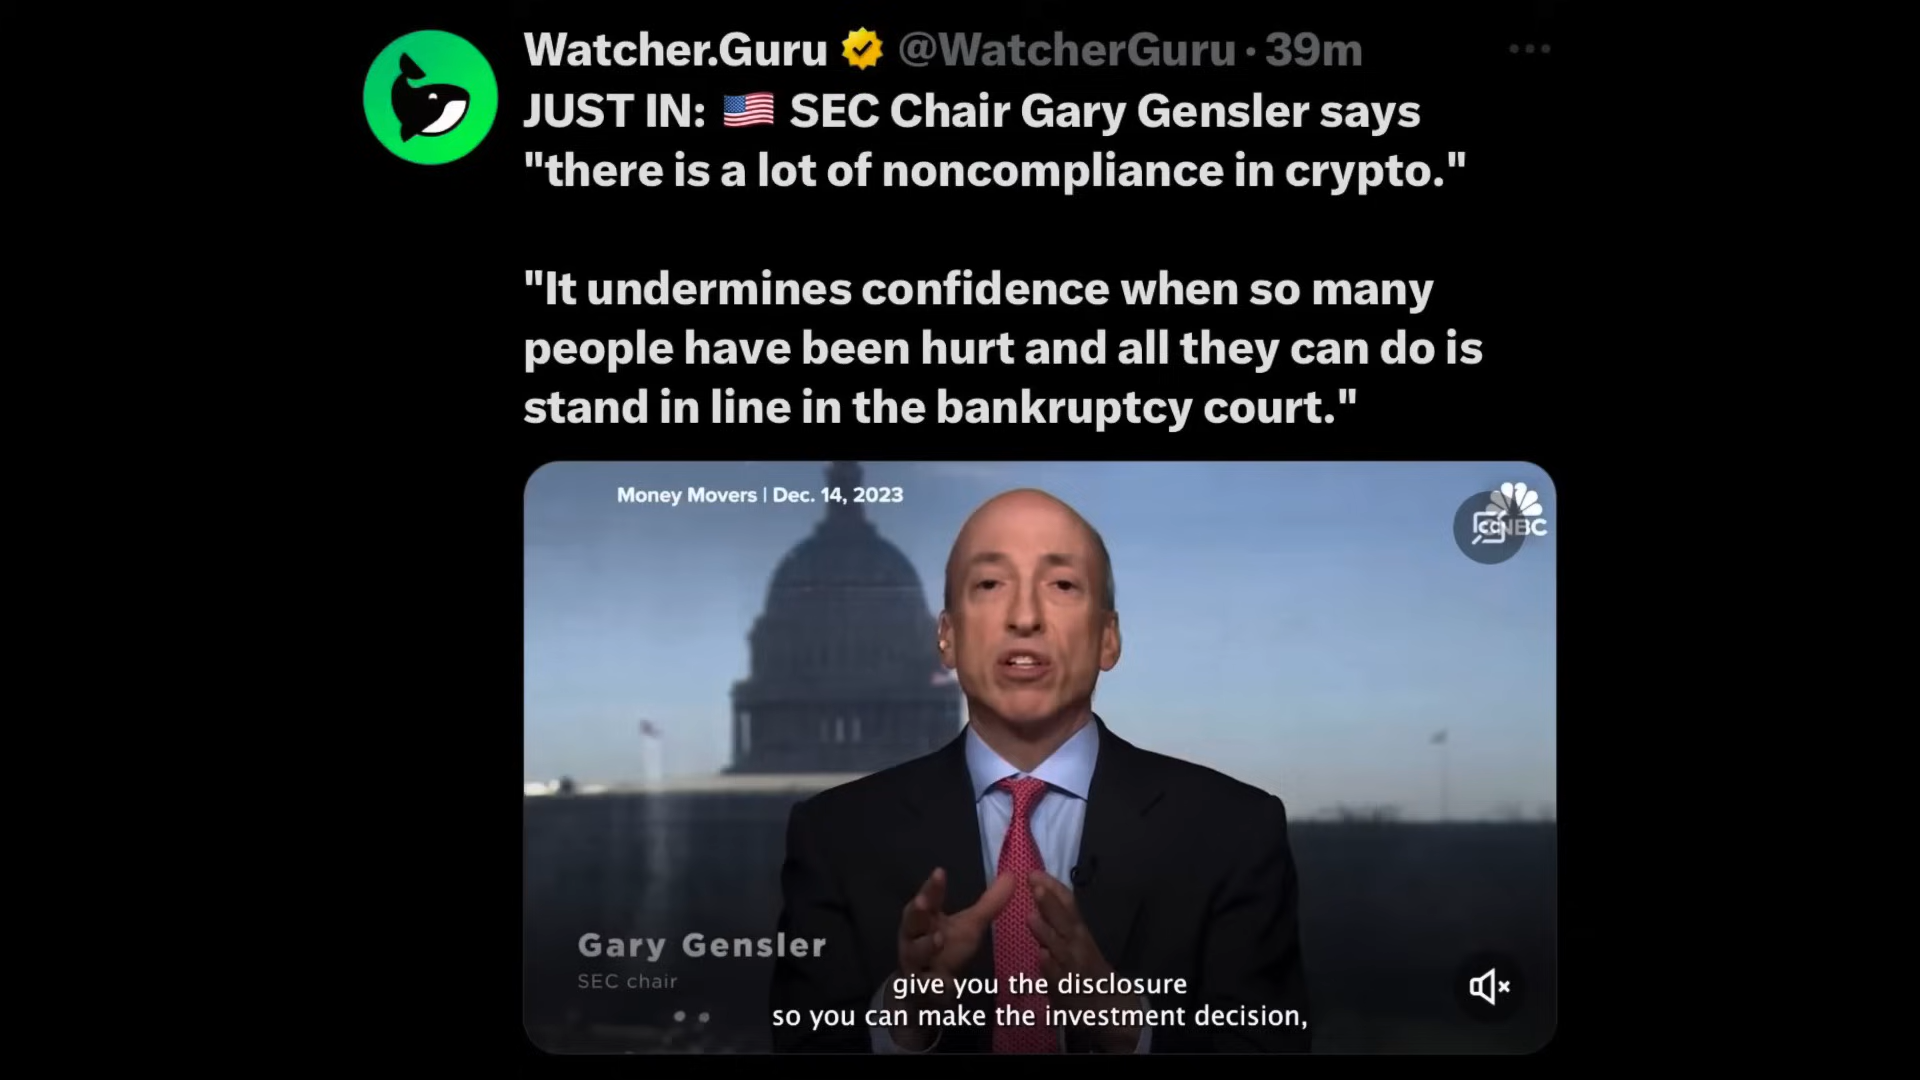 Watcher.Guru @WatcherGuru · 39m
JUST IN: 🇺🇸 SEC Chair Gary Gensler says
"there is a lot of noncompliance in crypto."
"It undermines confidence when so many
people have been hurt and all they can do is
stand in line in the bankruptcy court."
Money Movers | Dec. 14, 2023
CNBC
Gary Gensler
SEC chair
give you the disclosure
so you can make the investment decision,